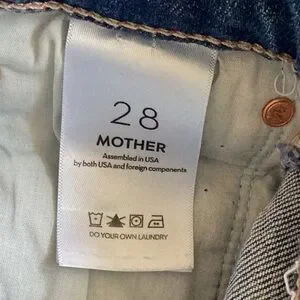 28
MOTHER
Assembled in USA
by both USA and foreign components
DO YOUR OWN LAUNDRY